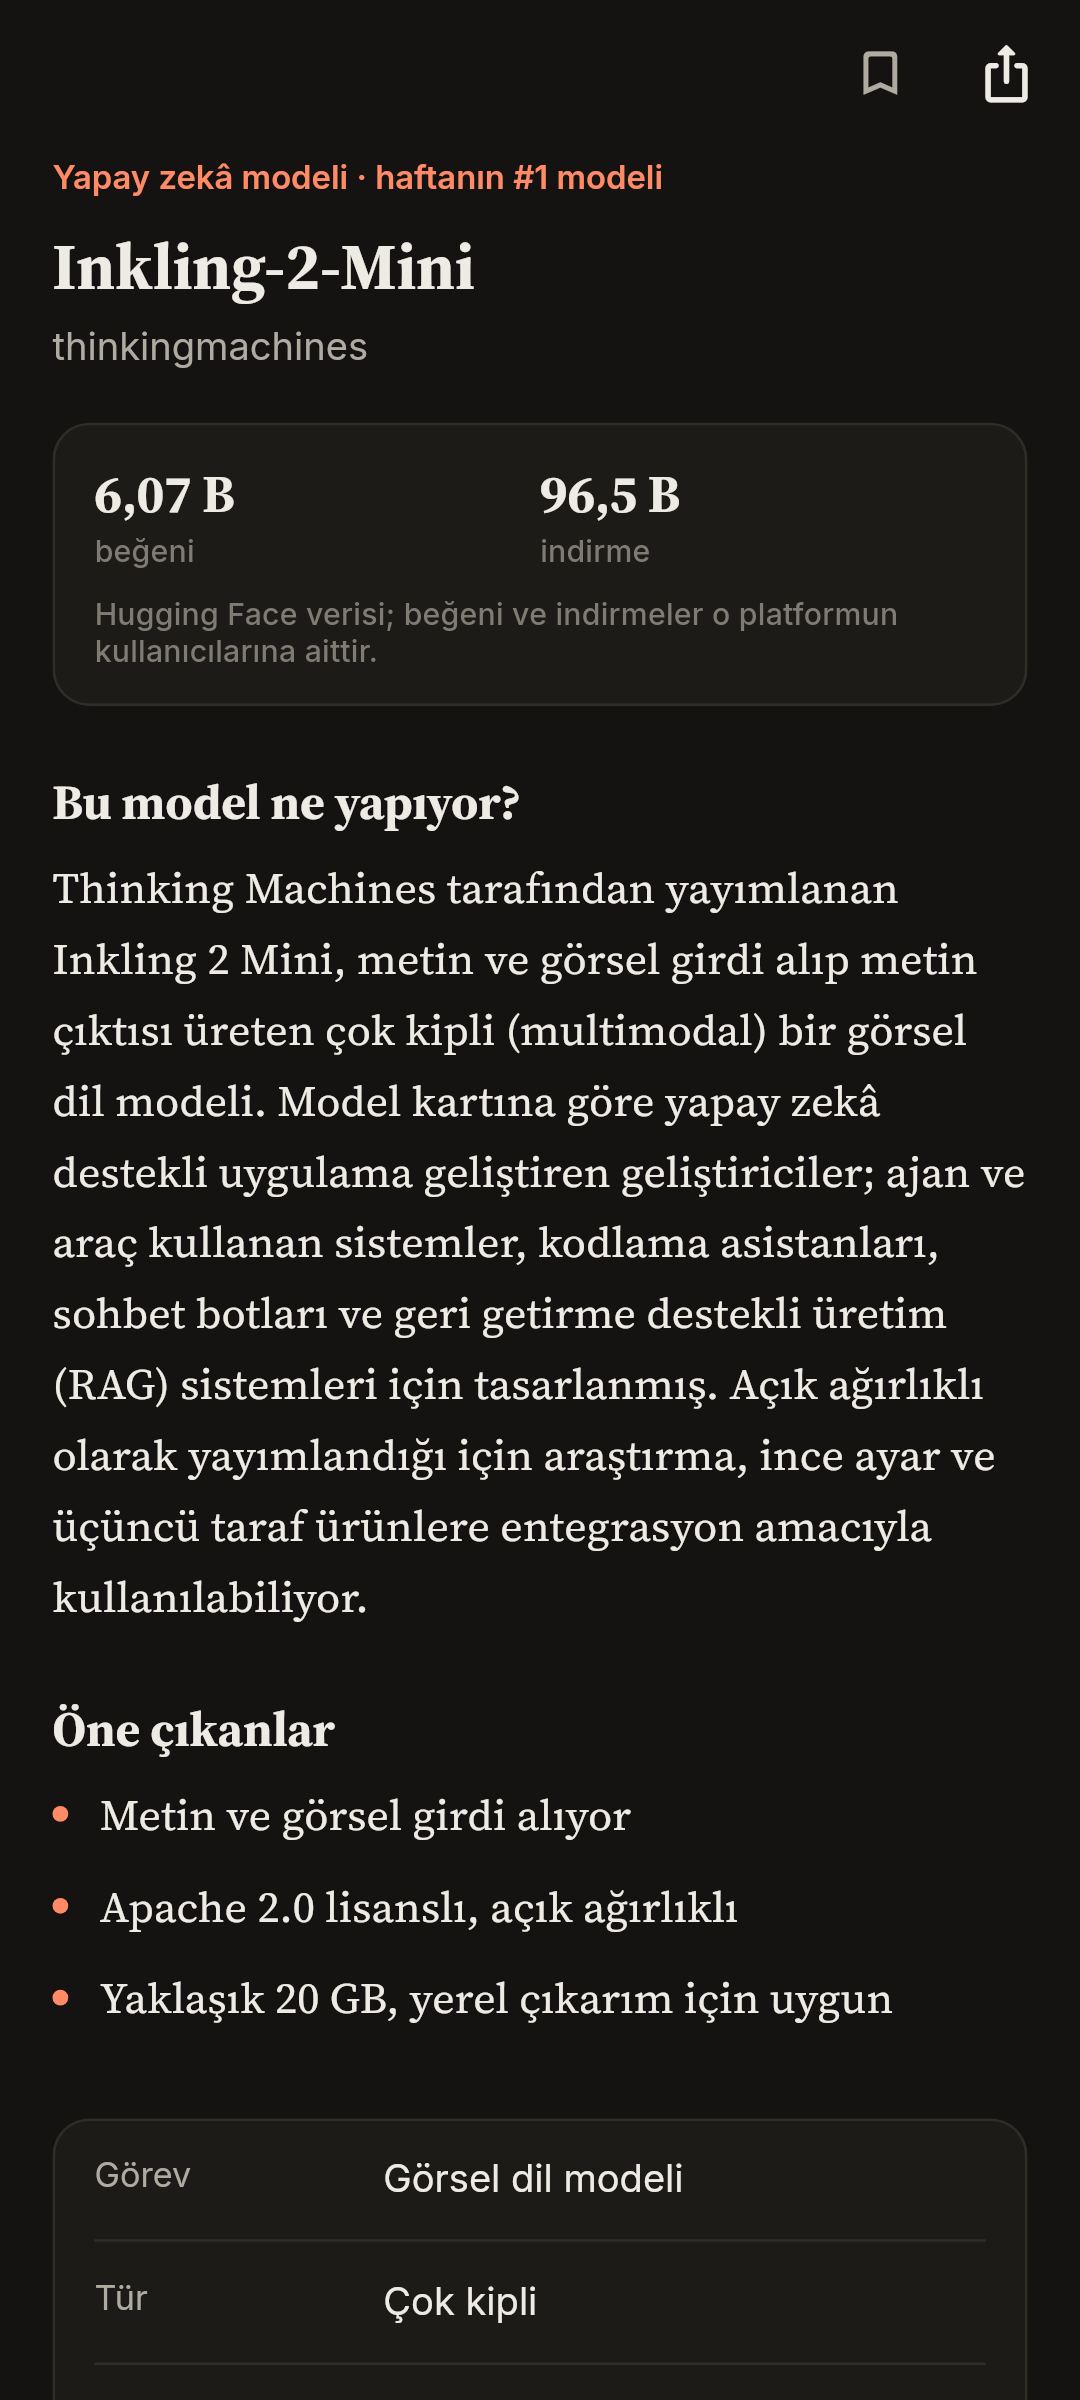 Yapay zekâ modeli · haftanın #1 modeli
Inkling-2-Mini
thinkingmachines
6,07 B
96,5 B
beğeni
indirme
Hugging Face verisi; beğeni ve indirmeler o platformun
kullanıcılarına aittir.
Bu model ne yapıyor?
Thinking Machines tarafından yayımlanan
Inkling 2 Mini, metin ve görsel girdi alıp metin
çıktısı üreten çok kipli (multimodal) bir görsel
dil modeli. Model kartına göre yapay zekâ
destekli uygulama geliştiren geliştiriciler; ajan ve
araç kullanan sistemler, kodlama asistanları,
sohbet botları ve geri getirme destekli üretim
(RAG) sistemleri için tasarlanmış. Açık ağırlıklı
olarak yayımlandığı için araştırma, ince ayar ve
üçüncü taraf ürünlere entegrasyon amacıyla
kullanılabiliyor.
Öne çıkanlar
• Metin ve görsel girdi alıyor
• Apache 2.0 lisanslı, açık ağırlıklı
• Yaklaşık 20 GB, yerel çıkarım için uygun
Görev
Görsel dil modeli
Tür
Çok kipli